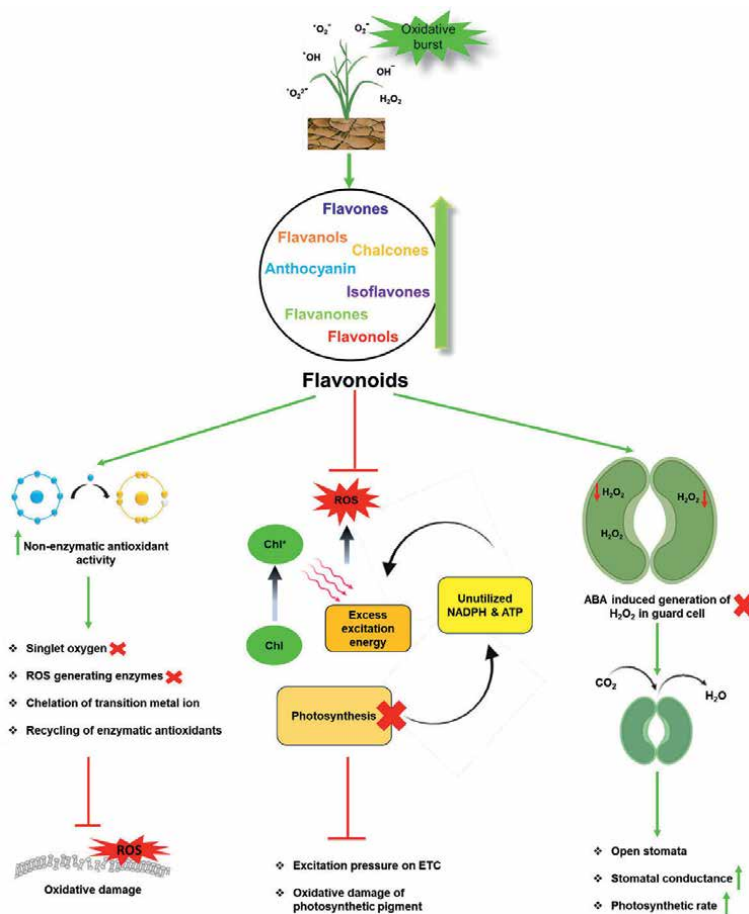 •O₂⁻
O₂⁻
Oxidative
burst
•OH
OH⁻
•O₂²⁻
H₂O₂
Flavones
Flavanols
Chalcones
Anthocyanin
Isoflavones
Flavanones
Flavonols
Flavonoids
Non-enzymatic antioxidant
activity
❖ Singlet oxygen
❖ ROS generating enzymes
❖ Chelation of transition metal ion
❖ Recycling of enzymatic antioxidants
ROS
Oxidative damage
ROS
Chl*
Chl
Excess
excitation
energy
Unutilized
NADPH & ATP
Photosynthesis
❖ Excitation pressure on ETC
❖ Oxidative damage of
photosynthetic pigment
H₂O₂
H₂O₂
H₂O₂
ABA induced generation of
H₂O₂ in guard cell
CO₂
H₂O
❖ Open stomata
❖ Stomatal conductance
❖ Photosynthetic rate